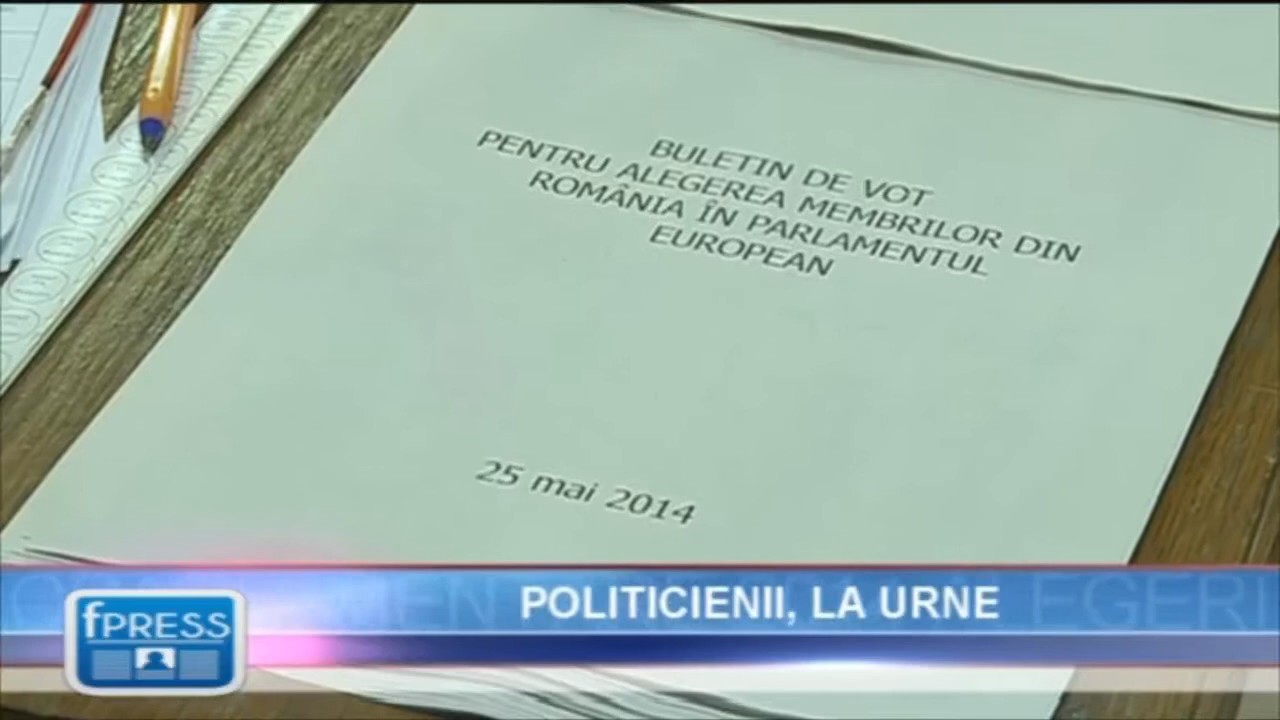 BULETIN DE VOT
PENTRU ALEGEREA MEMBRILOR DIN
ROMÂNIA ÎN PARLAMENTUL
EUROPEAN
25 mai 2014
POLITICIENII, LA URNE
fPRESS